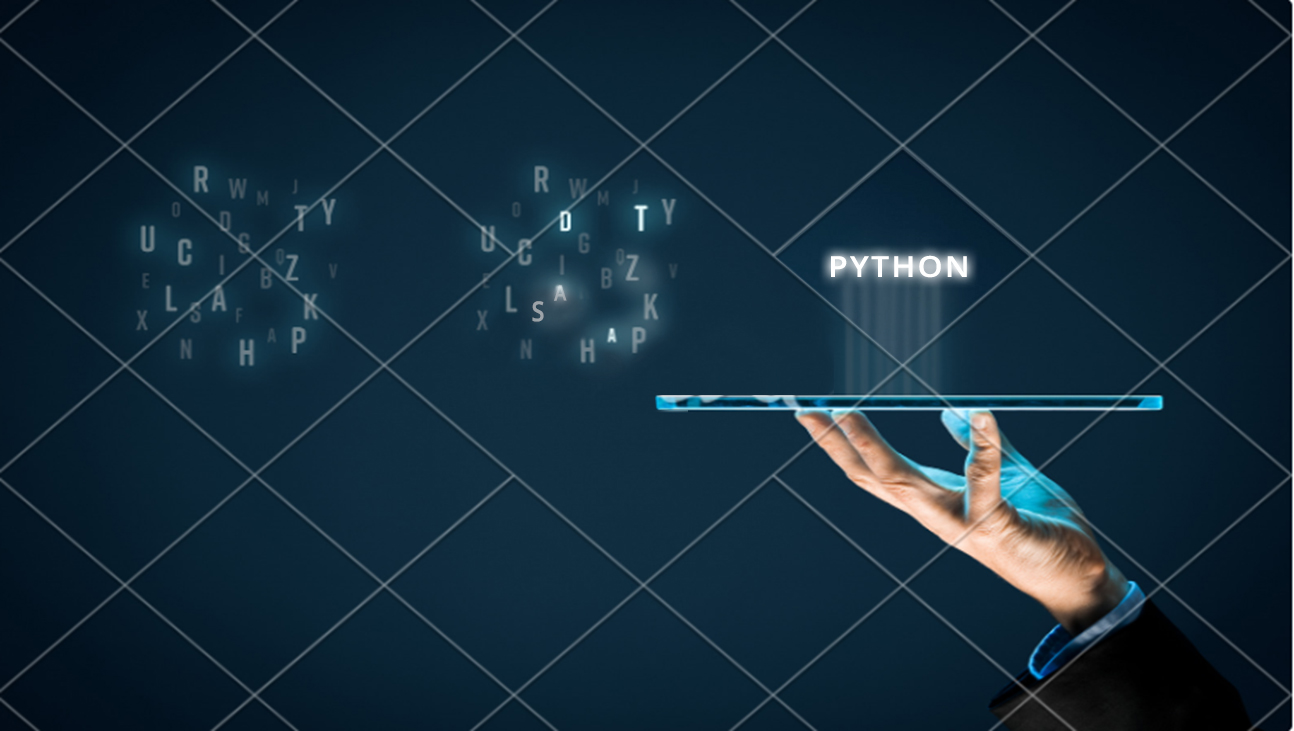 R W M J
O D T Y
U C G
I Q Z V
E B
L A K
X S F
N H A P
R W M J
O D T Y
U C G
I Q Z V
E B
L S A K
X
N H A P
PYTHON